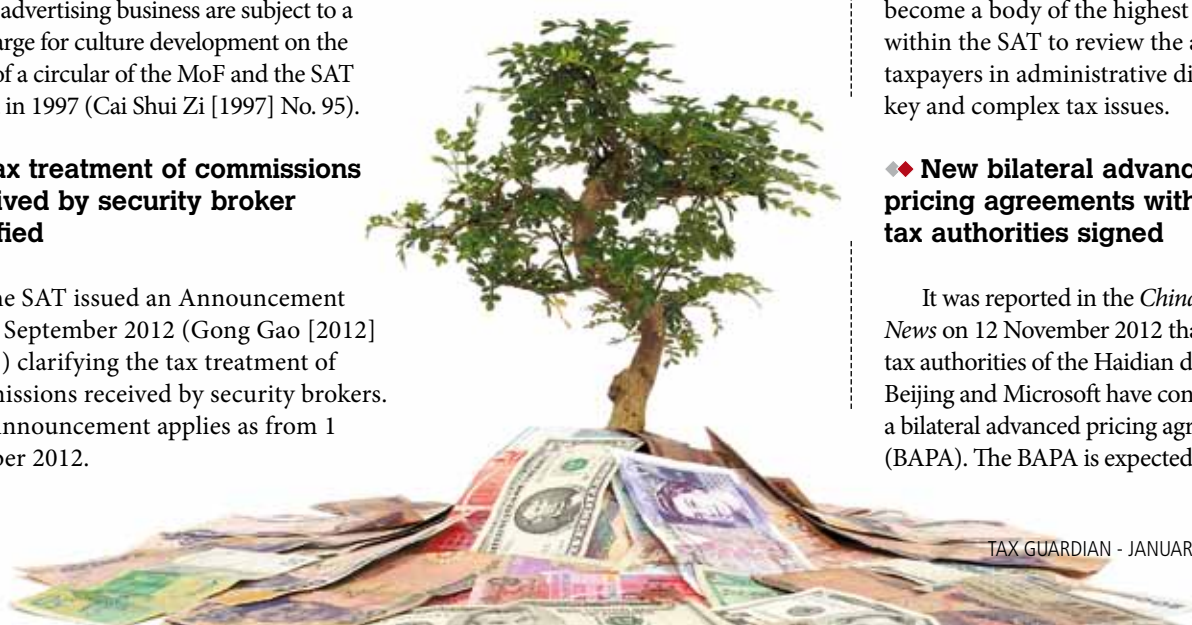 advertising business are subject to a
arge for culture development on the
of a circular of the MoF and the SAT
in 1997 (Cai Shui Zi [1997] No. 95).
ax treatment of commissions
ived by security broker
fied
he SAT issued an Announcement
September 2012 (Gong Gao [2012]
) clarifying the tax treatment of
missions received by security brokers.
nnouncement applies as from 1
ber 2012.
become a body of the highest
within the SAT to review the a
taxpayers in administrative di
key and complex tax issues.
New bilateral advanc
pricing agreements with
tax authorities signed
It was reported in the China
News on 12 November 2012 tha
tax authorities of the Haidian d
Beijing and Microsoft have con
a bilateral advanced pricing agr
(BAPA). The BAPA is expected
TAX GUARDIAN - JANUAR